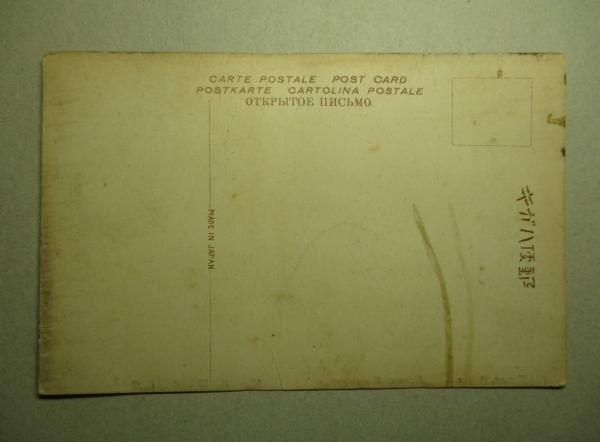 CARTE POSTALE POST CARD
POSTKARTE CARTOLINA POSTALE
ОТКРЫТОЕ ПИСЬМО.
MADE IN JAPAN
郵便ハガキ